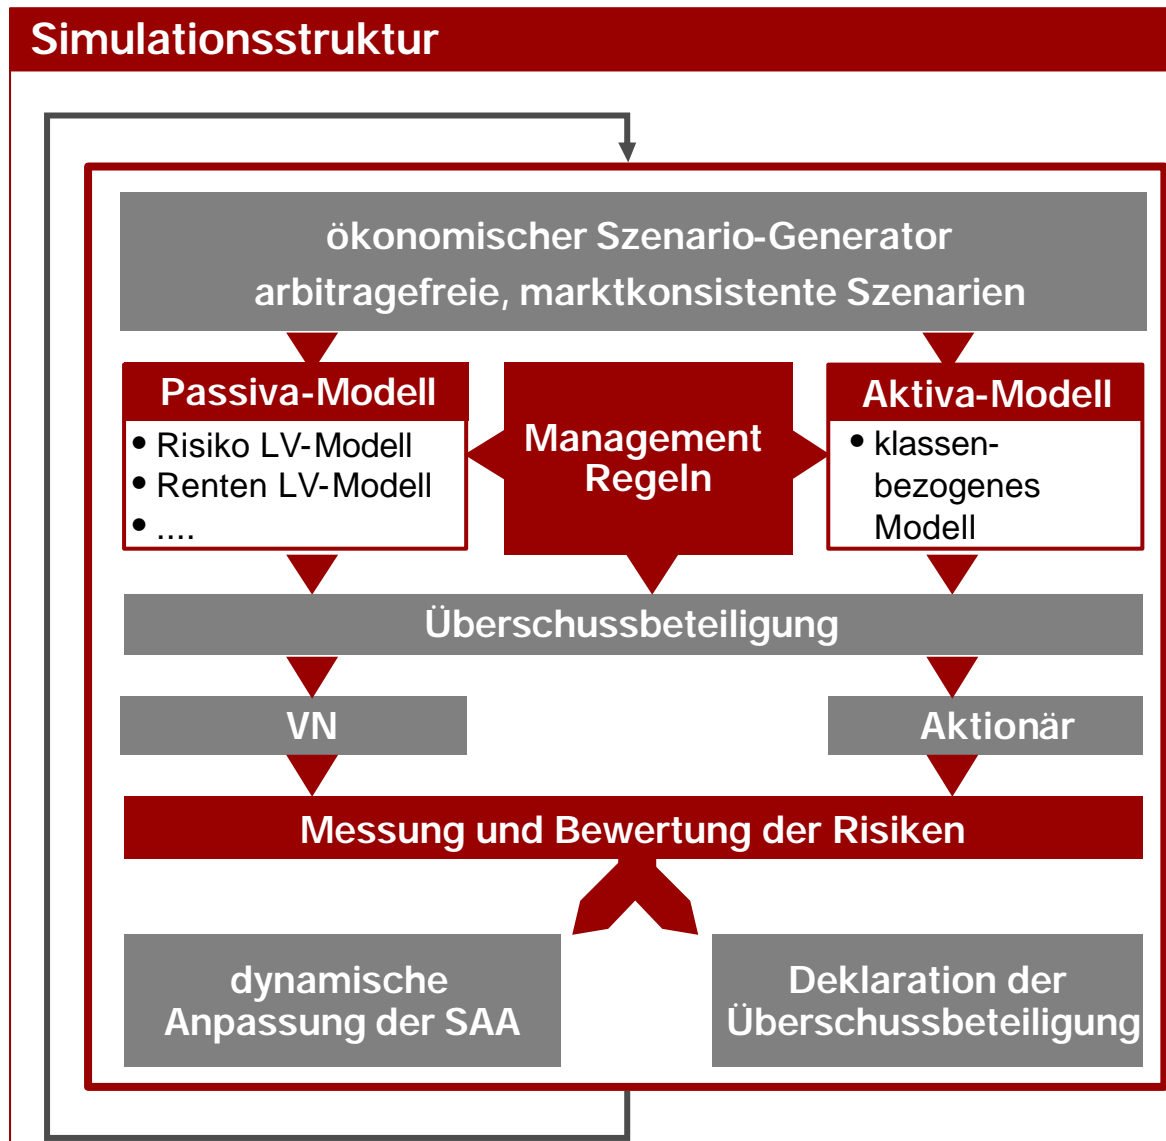 Simulationsstruktur
ökonomischer Szenario-Generator
arbitragefreie, marktkonsistente Szenarien
Passiva-Modell
• Risiko LV-Modell
• Renten LV-Modell
• ....
Management
Regeln
Aktiva-Modell
• klassen-
bezogenes
Modell
Überschussbeteiligung
VN
Aktionär
Messung und Bewertung der Risiken
dynamische
Anpassung der SAA
Deklaration der
Überschussbeteiligung